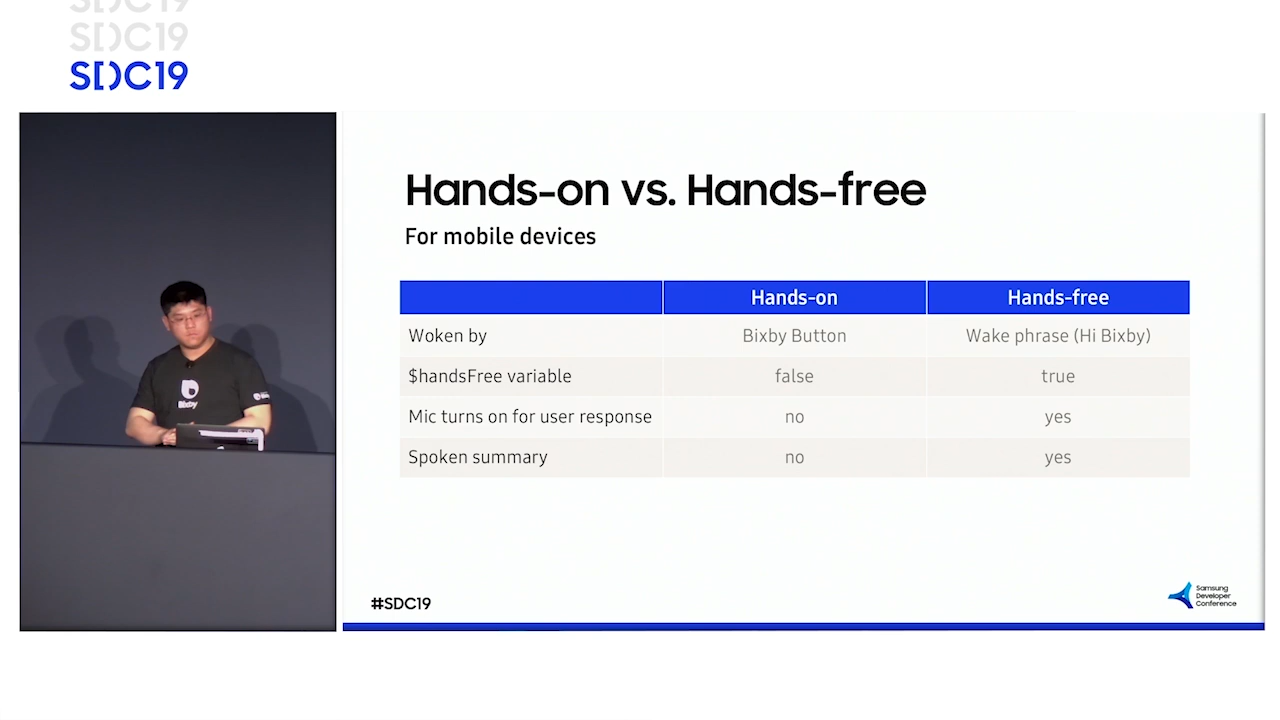 SDC19
SDC19
SDC19
Bixby
Hands-on vs. Hands-free
For mobile devices
Hands-on Hands-free
Woken by Bixby Button Wake phrase (Hi Bixby)
$handsFree variable false true
Mic turns on for user response no yes
Spoken summary no yes
#SDC19
Samsung
Developer
Conference